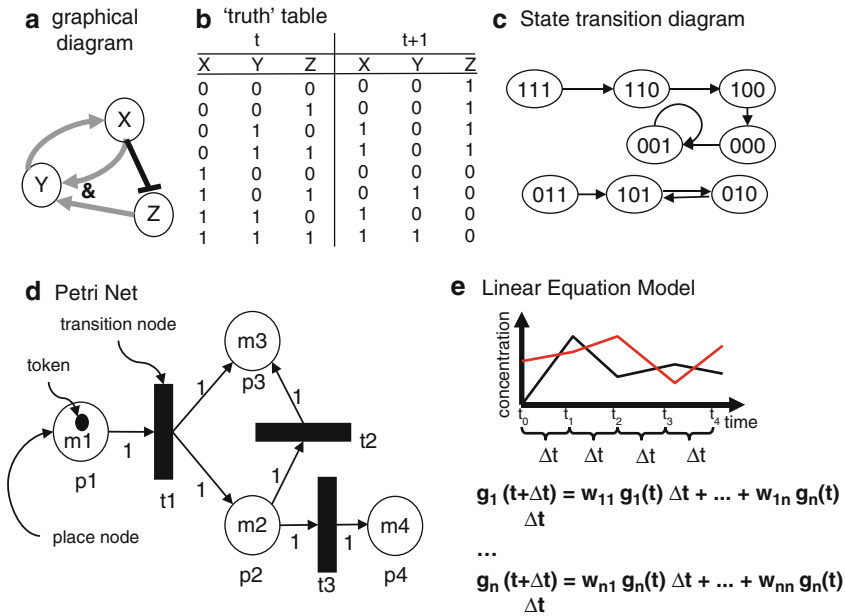 a graphical diagram
X
Y
&
Z
b 'truth' table
t t+1
X Y Z X Y Z
0 0 0 0 0 1
0 0 1 0 0 1
0 1 0 1 0 1
0 1 1 1 0 1
1 0 0 0 0 0
1 0 1 0 1 0
1 1 0 1 0 0
1 1 1 1 1 0
c State transition diagram
111 110 100
001 000
011 101 010
d Petri Net
transition node
token
m1
p1
1
t1
1
m3
p3
1
t2
1
m2
p2
1
t3
1
m4
p4
place node
e Linear Equation Model
concentration
t0 t1 t2 t3 t4 time
Δt Δt Δt Δt
g1 (t+Δt) = w11 g1(t) Δt + ... + w1n gn(t)
Δt
...
gn (t+Δt) = wn1 gn(t) Δt + ... + wnn gn(t)
Δt